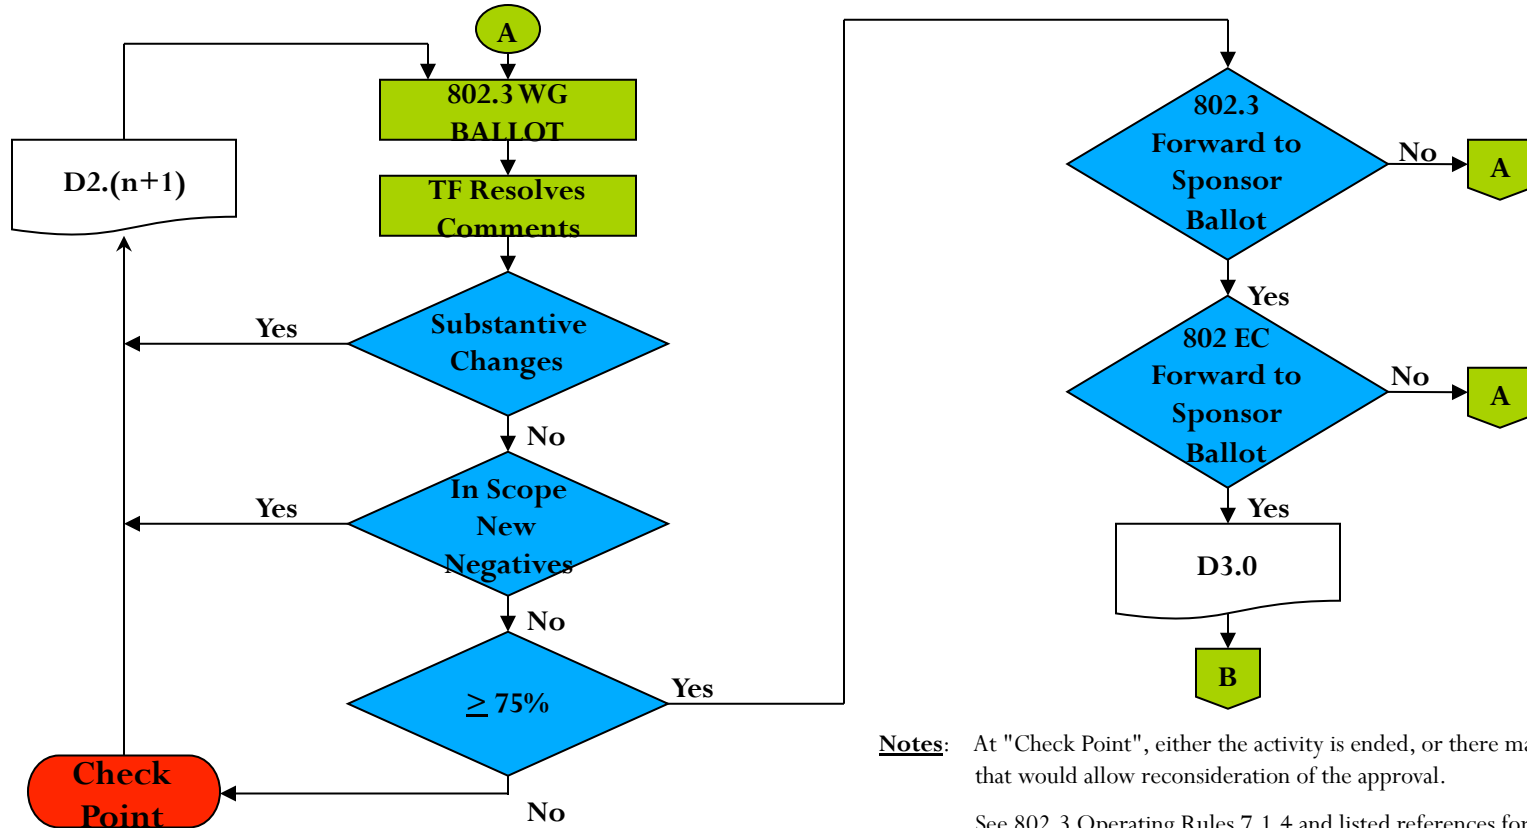 A
802.3 WG
BALLOT
D2.(n+1)
TF Resolves
Comments
Substantive
Changes
Yes
No
In Scope
New
Negatives
Yes
No
≥ 75%
Yes
No
Check
Point
802.3
Forward to
Sponsor
Ballot
No
A
Yes
802 EC
Forward to
Sponsor
Ballot
No
A
Yes
D3.0
B
Notes: At "Check Point", either the activity is ended, or there
that would allow reconsideration of the approval.
See 802.3 Operating Rules 7.1.4 and listed references for